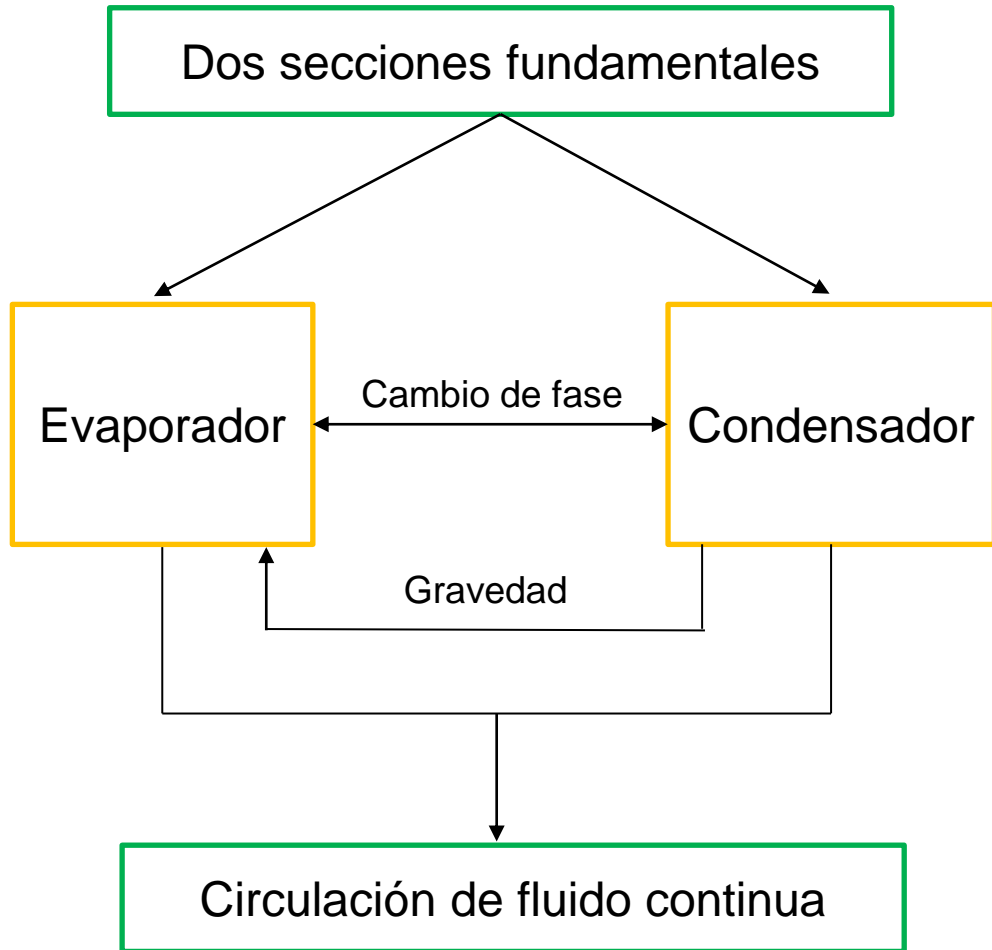 Dos secciones fundamentales
Evaporador
Cambio de fase
Condensador
Gravedad
Circulación de fluido continua